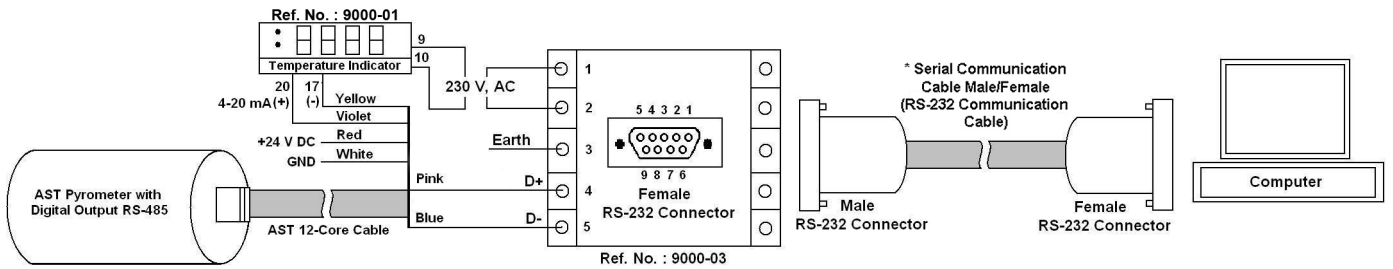 Ref. No. : 9000-01
9
10
Temperature Indicator
20
17
4-20 mA(+)
(-)
Yellow
Violet
Red
+24 V DC
White
GND
230 V, AC
Earth
Pink
D+
Blue
D-
AST Pyrometer with
Digital Output RS-485
AST 12-Core Cable
1
2
3
4
5
5 4 3 2 1
9 8 7 6
Female
RS-232 Connector
Ref. No. : 9000-03
* Serial Communication
Cable Male/Female
(RS-232 Communication
Cable)
Male
RS-232 Connector
Female
RS-232 Connector
Computer